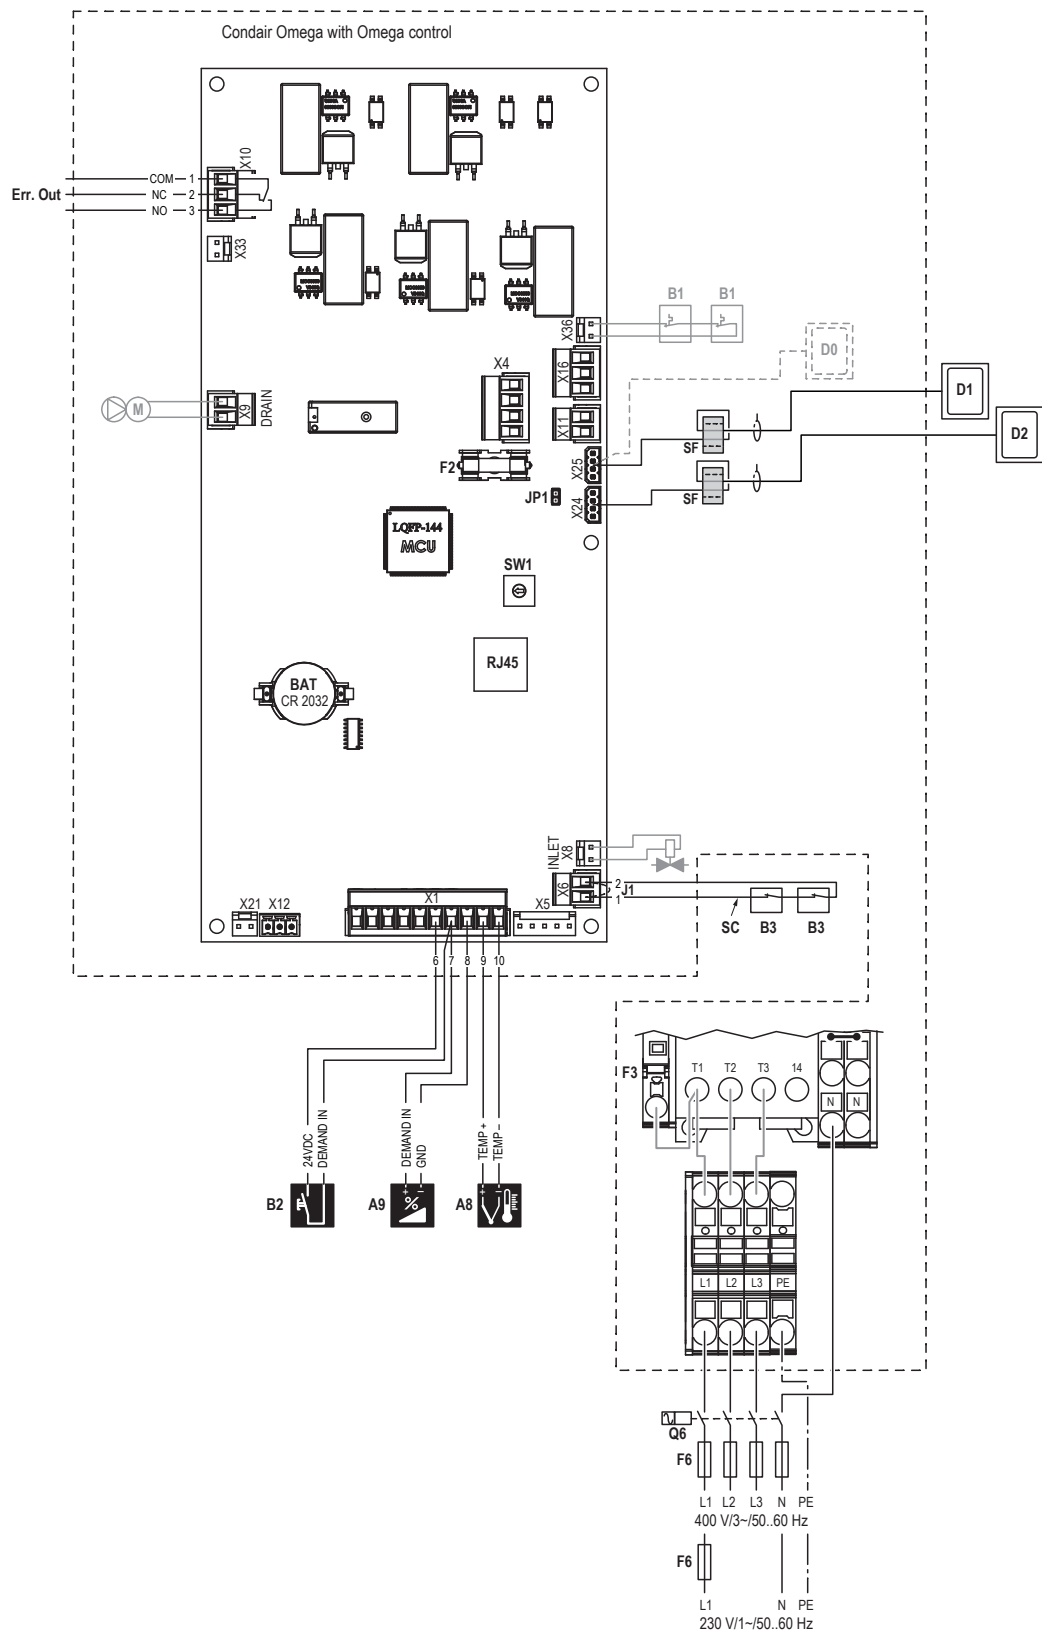 Condair Omega with Omega control
X10
COM 1
Err. Out NC 2
NO 3
X33
B1 B1
X36
D0
X4
X16
D1
M X9 DRAIN
X11
D2
SF
F2
X25
JP1
X24
SF
LQFP-144
MCU
SW1
RJ45
BAT
CR 2032
INLET
X8
X6
2
J1
1
X21 X12 X1 X5
SC B3 B3
6 7 8 9 10
F3 T1 T2 T3 14
N N
24VDC
DEMAND IN
DEMAND IN
GND
TEMP +
TEMP –
B2 A9 + – % A8 + –
L1 L2 L3 PE
Q6
F6
L1 L2 L3 N PE
400 V/3~/50..60 Hz
F6
L1 N PE
230 V/1~/50..60 Hz